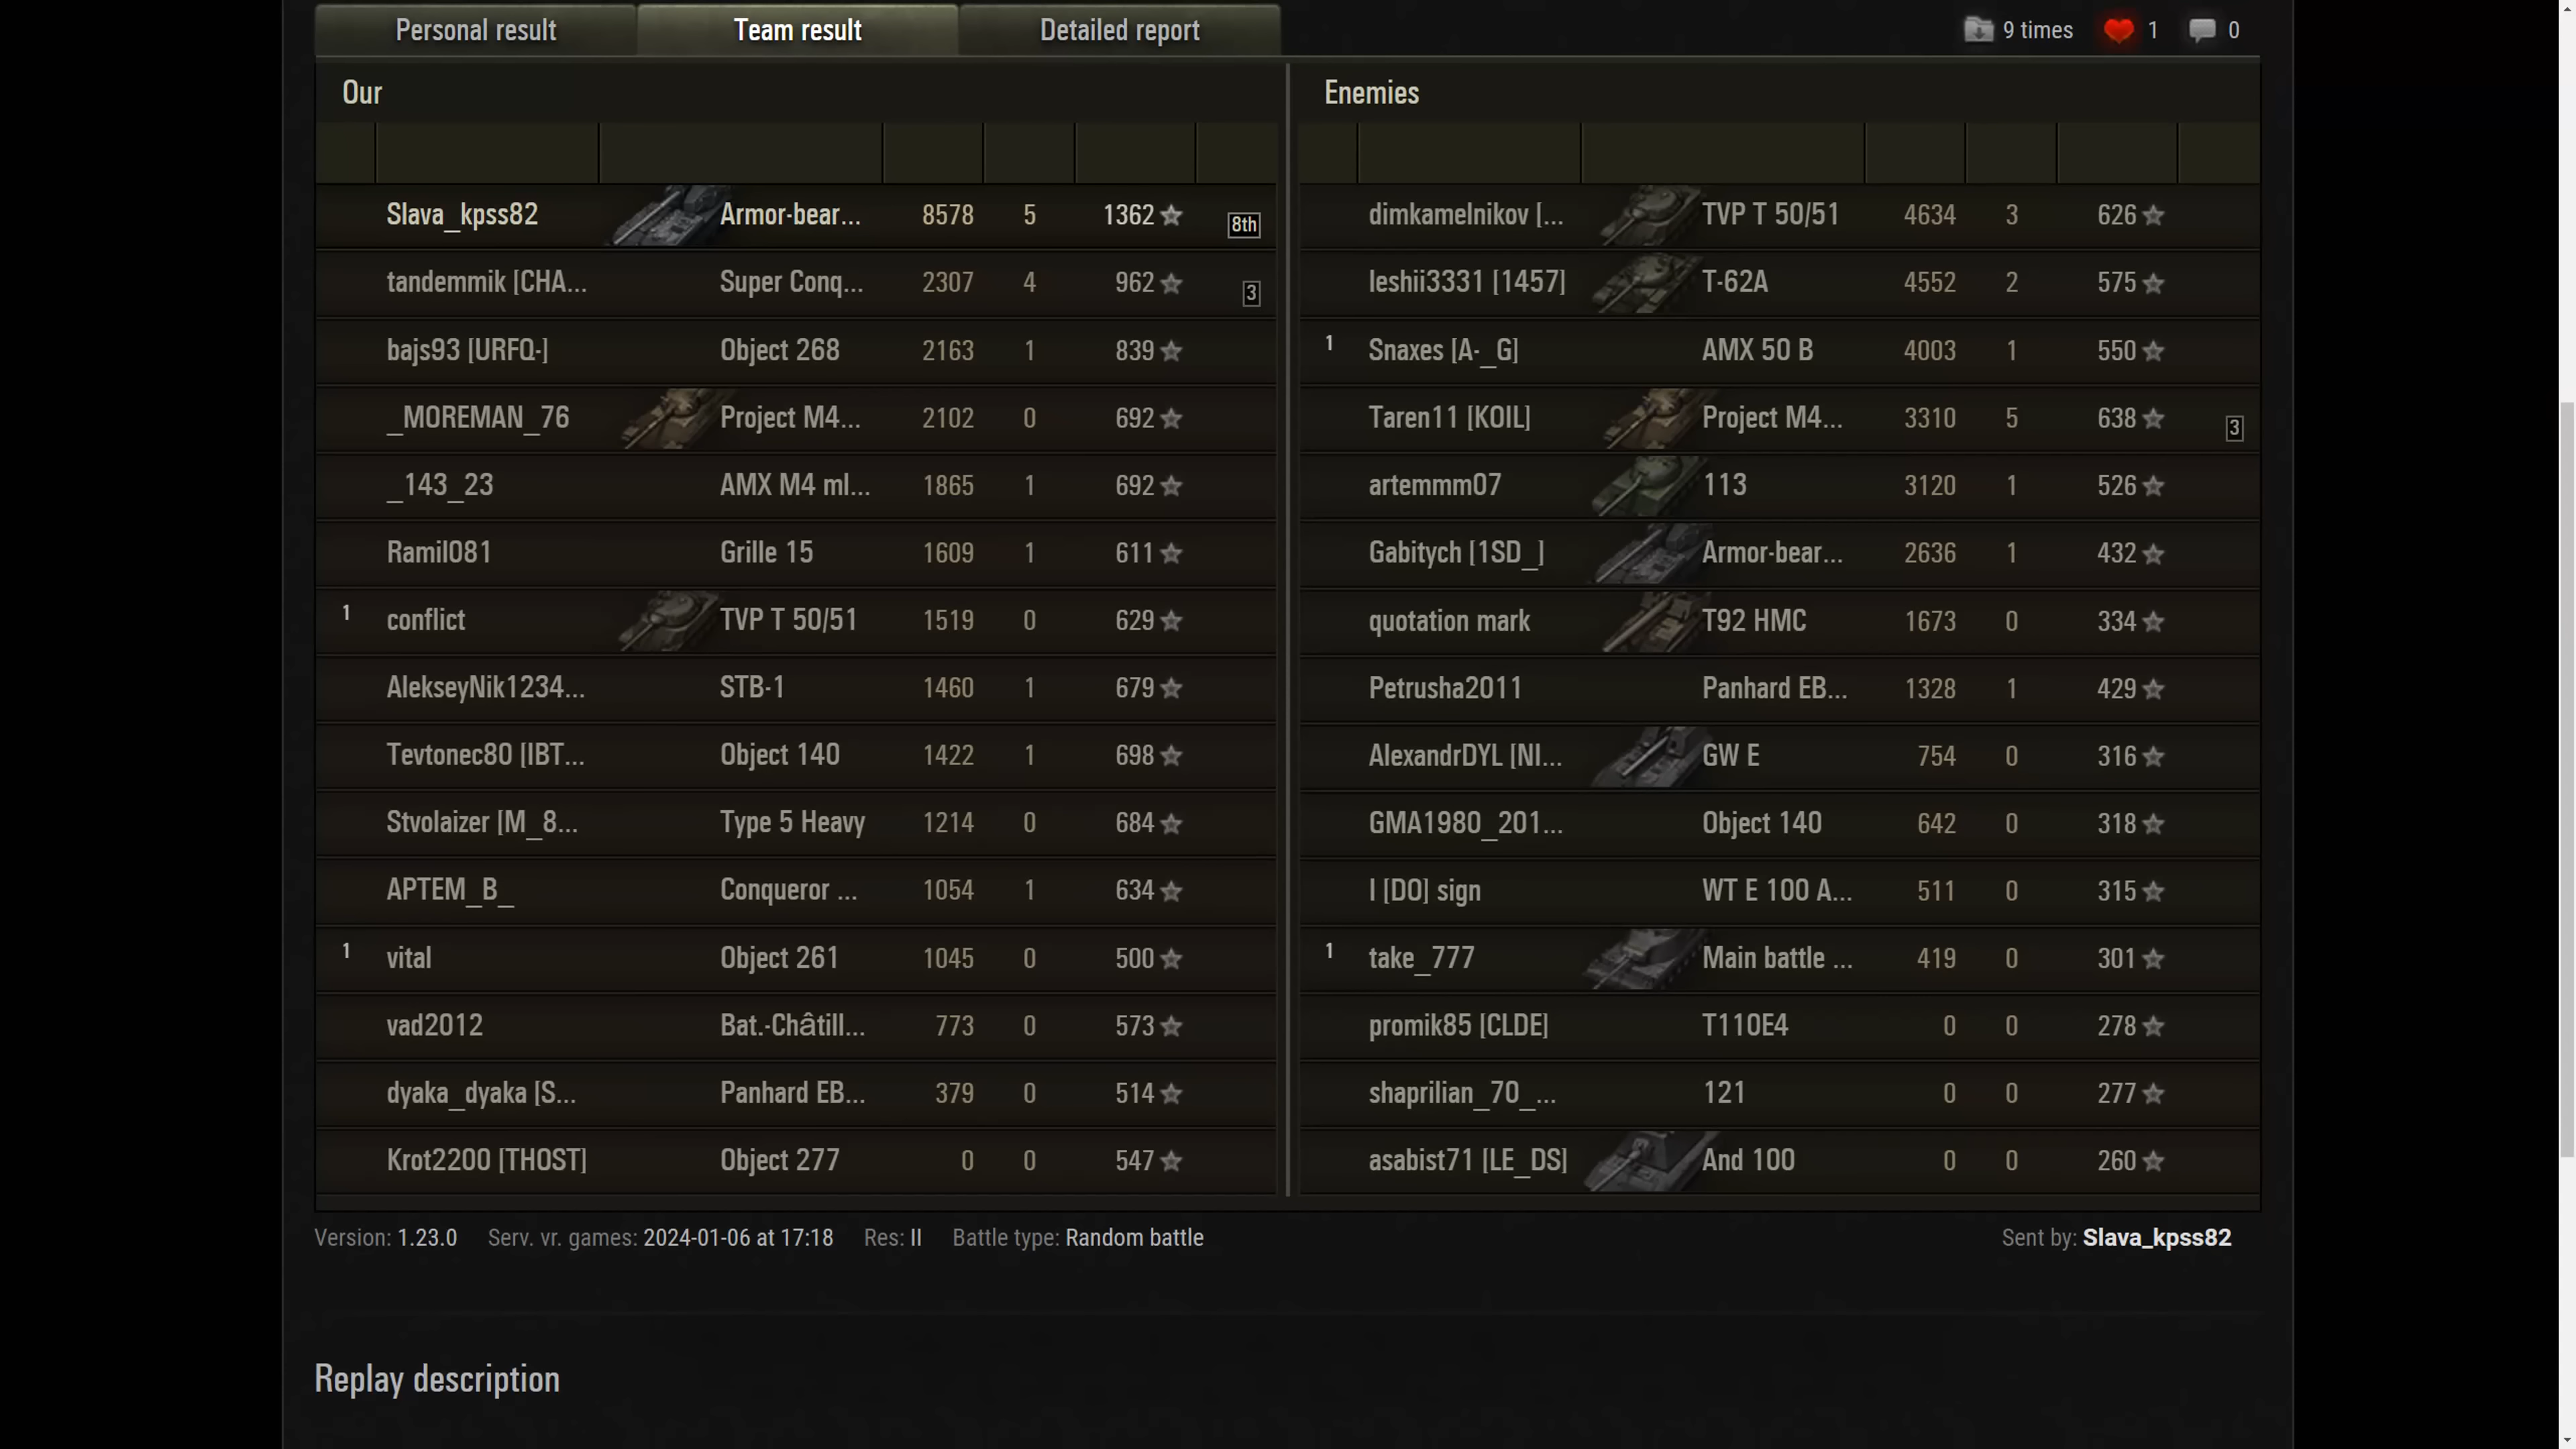 Personal result Team result Detailed report 9 times 1 0
Our Enemies
Slava_kpss82 Armor-bear... 8578 5 1362 8th dimkamelnikov [... TVP T 50/51 4634 3 626
tandemmik [CHA... Super Conq... 2307 4 962 3 leshii3331 [1457] T-62A 4552 2 575
bajs93 [URFQ-] Object 268 2163 1 839 1 Snaxes [A-_G] AMX 50 B 4003 1 550
_MOREMAN_76 Project M4... 2102 0 692 Taren11 [KOIL] Project M4... 3310 5 638 3
_143_23 AMX M4 ml... 1865 1 692 artemmm07 113 3120 1 526
Ramil081 Grille 15 1609 1 611 Gabitych [1SD_] Armor-bear... 2636 1 432
1 conflict TVP T 50/51 1519 0 629 quotation mark T92 HMC 1673 0 334
AlekseyNik1234... STB-1 1460 1 679 Petrusha2011 Panhard EB... 1328 1 429
Tevtonec80 [IBT... Object 140 1422 1 698 AlexandrDYL [NI... GW E 754 0 316
Stvolaizer [M_8... Type 5 Heavy 1214 0 684 GMA1980_201... Object 140 642 0 318
APTEM_B_ Conqueror ... 1054 1 634 I [DO] sign WT E 100 A... 511 0 315
1 vital Object 261 1045 0 500 1 take_777 Main battle ... 419 0 301
vad2012 Bat.-Châtill... 773 0 573 promik85 [CLDE] T110E4 0 0 278
dyaka_dyaka [S... Panhard EB... 379 0 514 shaprilian_70_... 121 0 0 277
Krot2200 [THOST] Object 277 0 0 547 asabist71 [LE_DS] And 100 0 0 260
Version: 1.23.0 Serv. vr. games: 2024-01-06 at 17:18 Res: II Battle type: Random battle Sent by: Slava_kpss82
Replay description